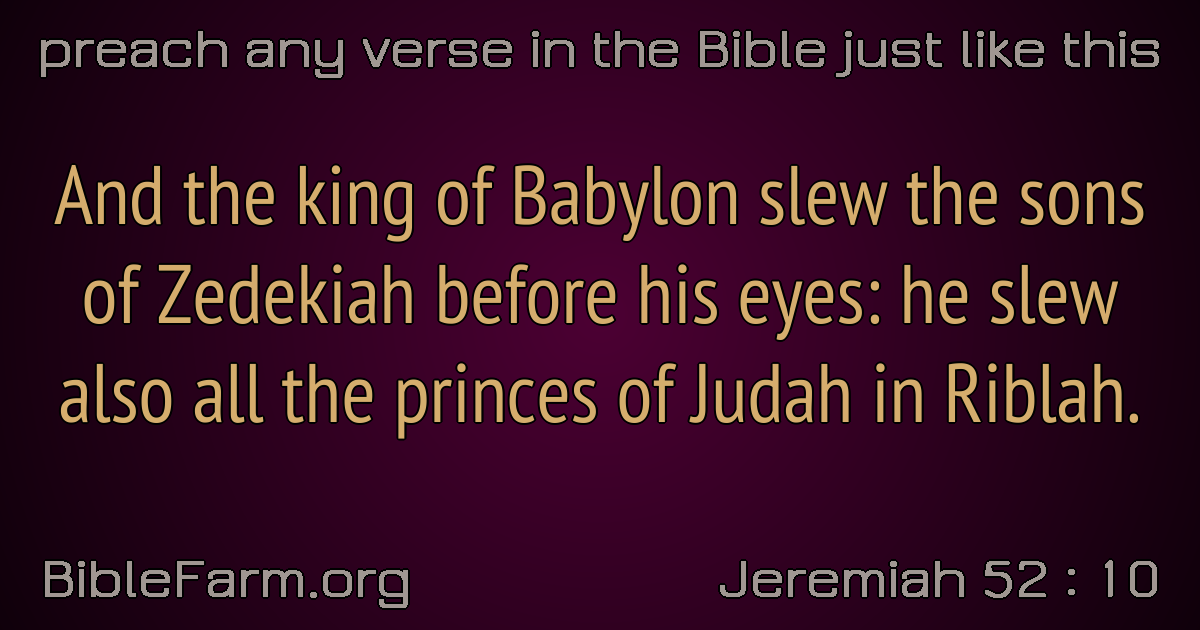 preach any verse in the Bible just like this
And the king of Babylon slew the sons
of Zedekiah before his eyes: he slew
also all the princes of Judah in Riblah.
BibleFarm.org
Jeremiah 52 : 10